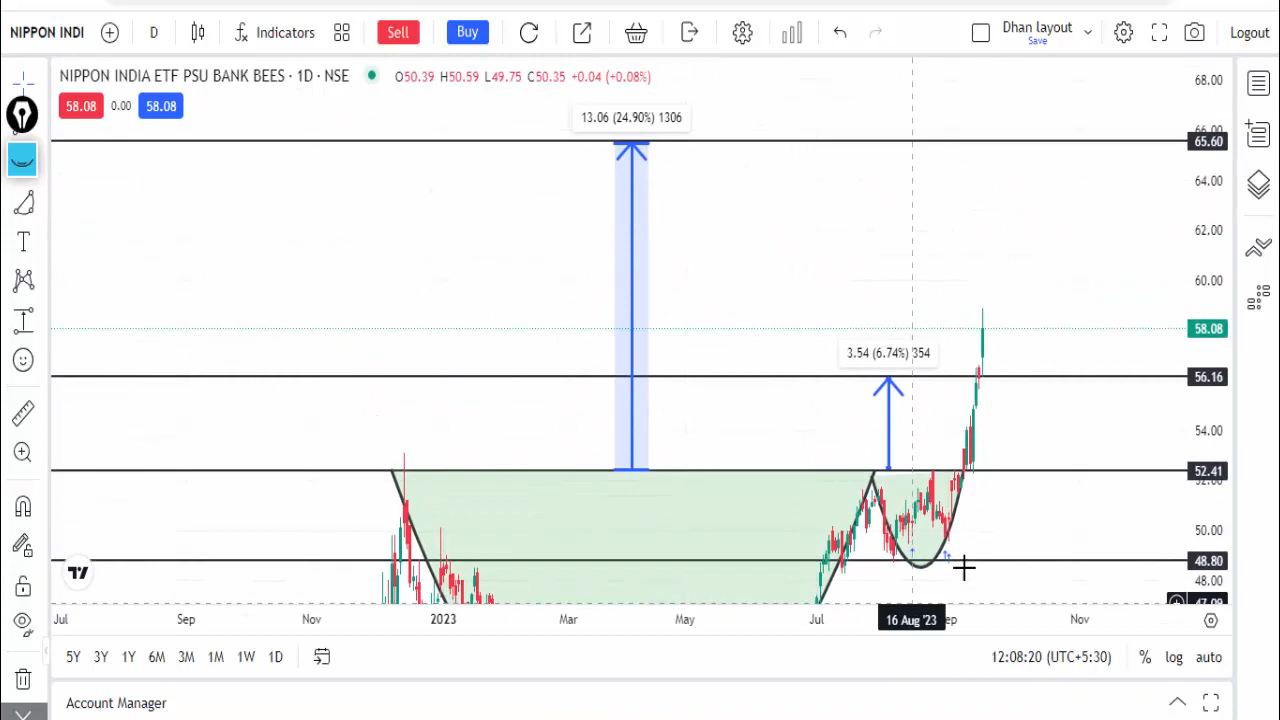 NIPPON INDI D Indicators Sell Buy Dhan layout Save Logout
NIPPON INDIA ETF PSU BANK BEES · 1D · NSE O50.39 H50.59 L49.75 C50.35 +0.04 (+0.08%)
58.08 0.00 58.08
68.00
13.06 (24.90%) 1306
66.00
65.60
64.00
62.00
60.00
58.08
3.54 (6.74%) 354
56.16
54.00
52.41
52.00
50.00
48.80
48.00
47.09
Jul Sep Nov 2023 Mar May Jul 16 Aug '23 ep Nov
5Y 3Y 1Y 6M 3M 1M 1W 1D 12:08:20 (UTC+5:30) % log auto
Account Manager